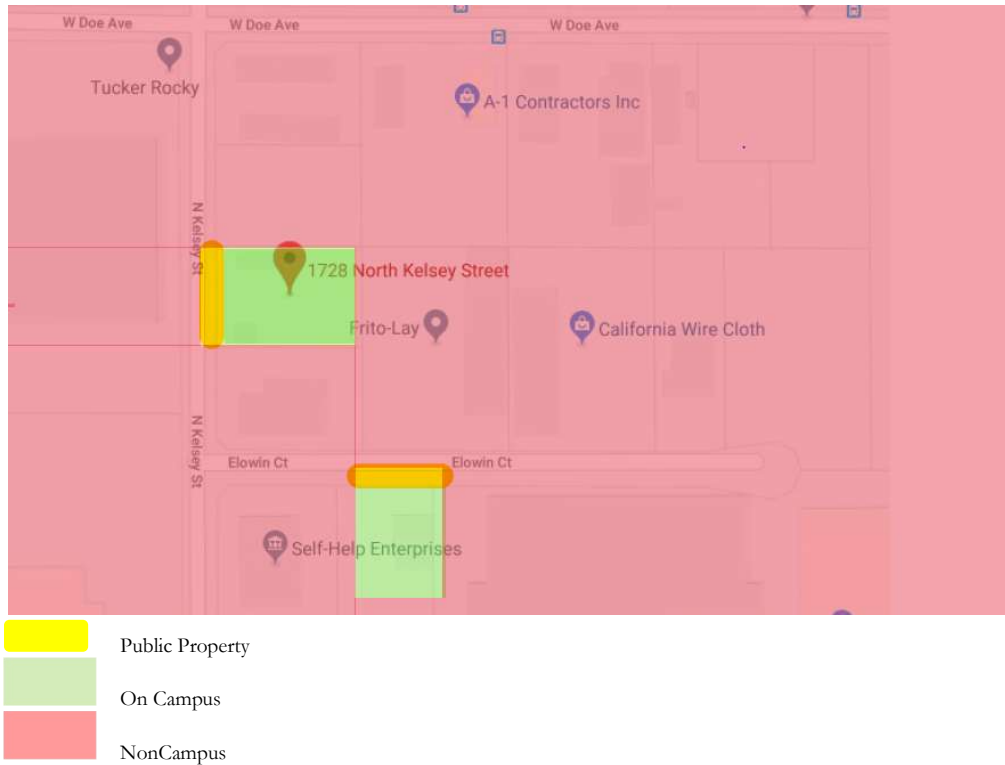 W Doe Ave
W Doe Ave
W Doe Ave
Tucker Rocky
A-1 Contractors Inc
N Kelsey St
1728 North Kelsey Street
Frito-Lay
California Wire Cloth
N Kelsey St
Elowin Ct
Elowin Ct
Self-Help Enterprises
Public Property
On Campus
NonCampus